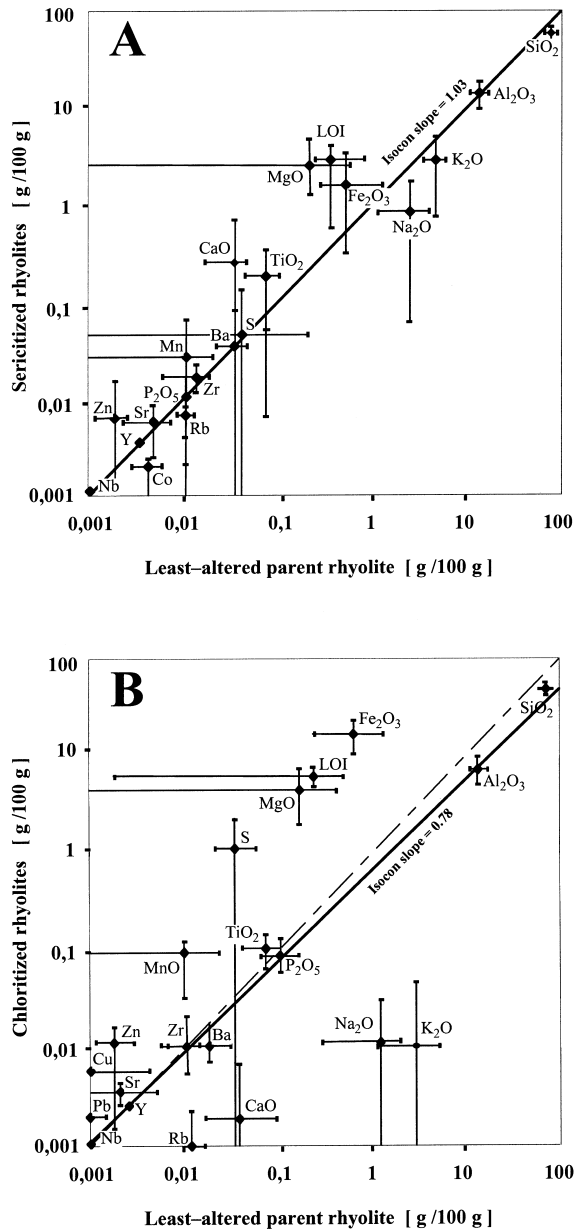 A
100
10
1
0,1
0,01
0,001
Sericitized rhyolites [ g /100 g ]
SiO2
Al2O3
Isocon slope = 1.03
LOI
K2O
MgO
Fe2O3
Na2O
CaO
TiO2
S
Ba
Mn
P2O5
Zr
Zn
Sr
Rb
Y
Co
Nb
0,001
0,01
0,1
1
10
100
Least–altered parent rhyolite [ g /100 g ]
B
100
10
1
0,1
0,01
0,001
Chloritized rhyolites [ g /100 g ]
SiO2
Fe2O3
LOI
Al2O3
MgO
Isocon slope = 0.78
S
TiO2
P2O5
MnO
Zn
Zr
Ba
Na2O
K2O
Cu
Sr
Pb
Y
CaO
Nb
Rb
0,001
0,01
0,1
1
10
100
Least–altered parent rhyolite [ g /100 g ]